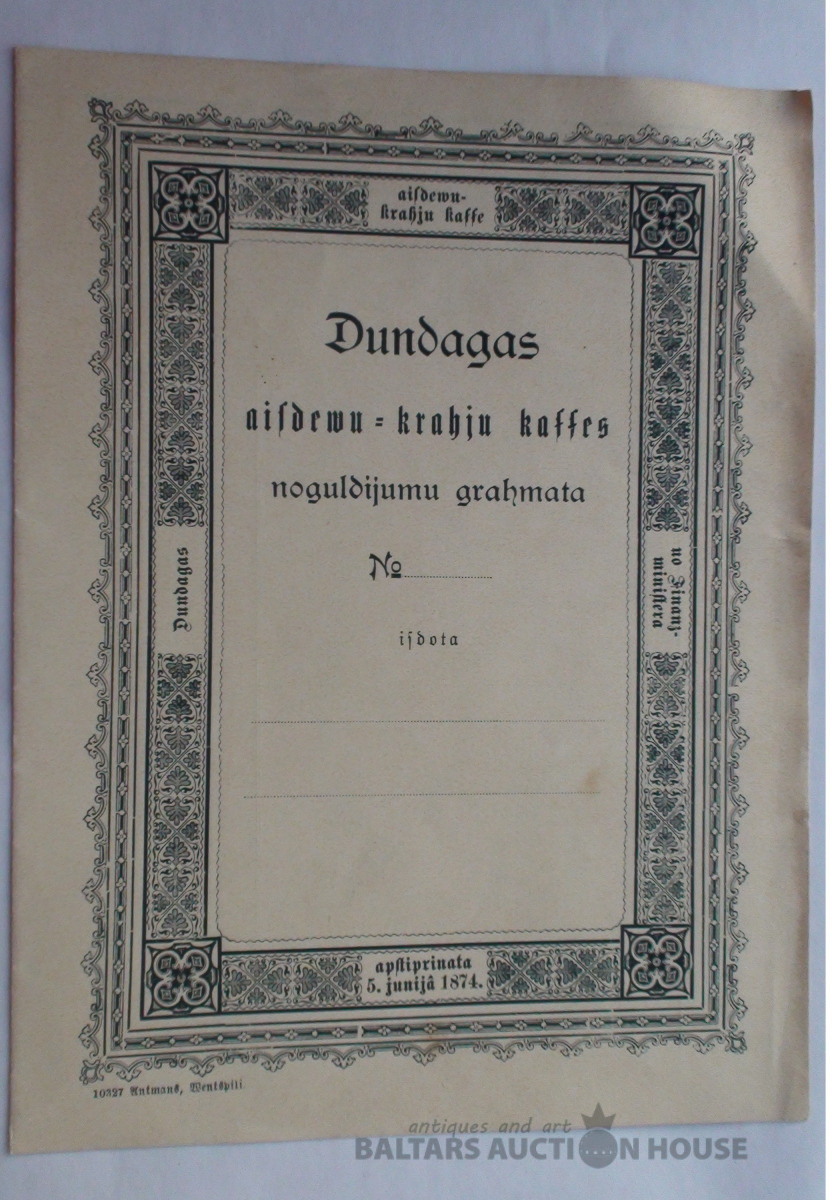 aiſdewu-
krahju kaſſe
Dundagas
aiſdewu-krahju kaſſes
noguldijumu grahmata
No
iſdota
Dundagas
no Finanz-
miniſtera
apſtiprinata
5. junijâ 1874.
10327 Antmans, Wentspili
antiques and art
BALTARS AUCTION HOUSE